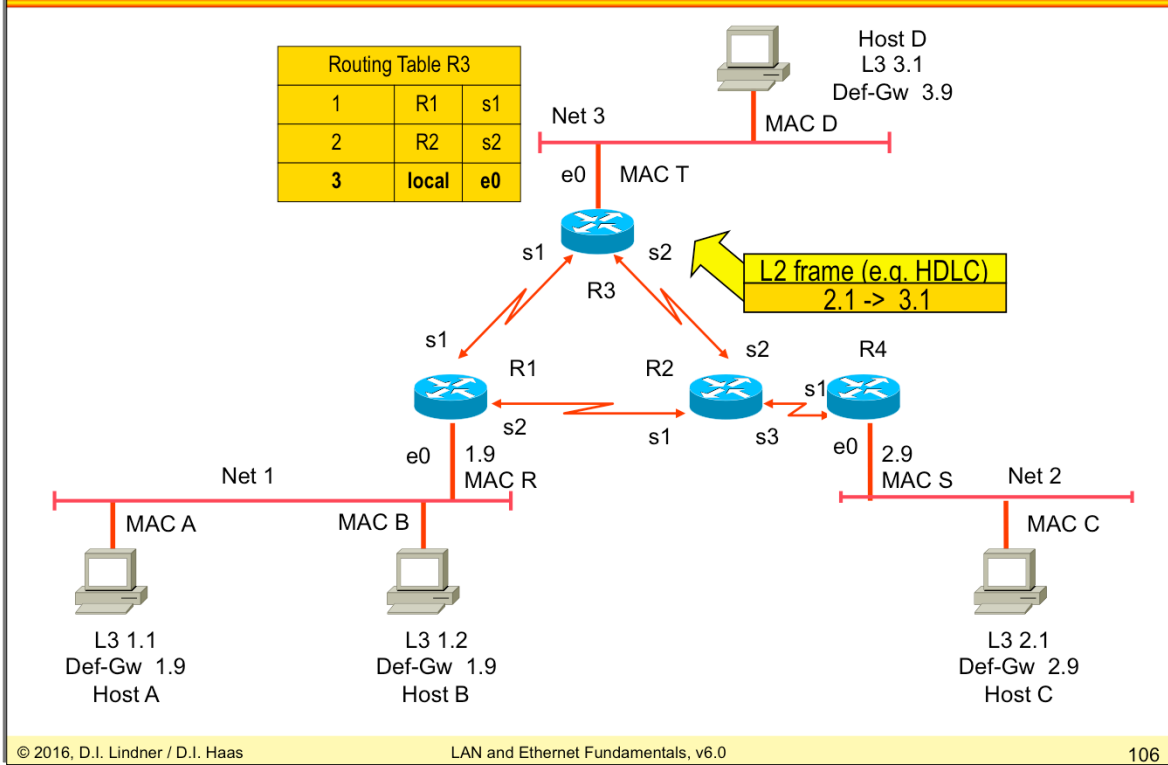 Routing Table R3
1 R1 s1
2 R2 s2
3 local e0
Host D
L3 3.1
Def-Gw 3.9
Net 3
MAC D
e0 MAC T
s1 s2
R3
L2 frame (e.g. HDLC)
2.1 -> 3.1
s1
R1
s2
R2
s2
s1
s3
R4
s1
e0 1.9
MAC R
Net 1
e0 2.9
MAC S
Net 2
MAC A
MAC B
MAC C
L3 1.1
Def-Gw 1.9
Host A
L3 1.2
Def-Gw 1.9
Host B
L3 2.1
Def-Gw 2.9
Host C
© 2016, D.I. Lindner / D.I. Haas
LAN and Ethernet Fundamentals, v6.0
106